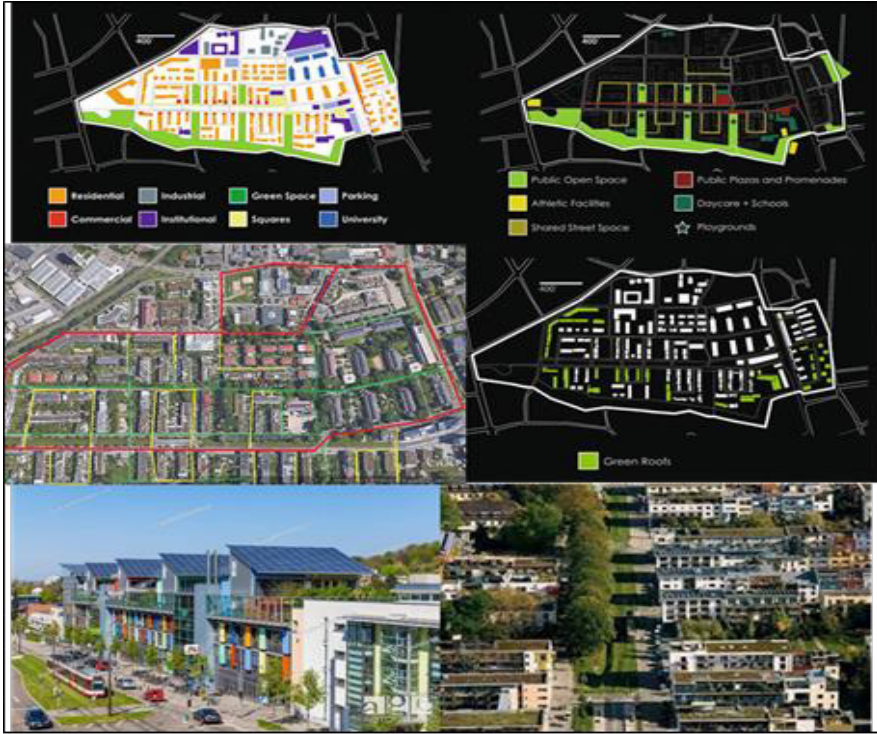 400'
Residential
Industrial
Green Space
Parking
Commercial
Institutional
Squares
University
400'
Public Open Space
Public Plazas and Promenades
Athletic Facilities
Daycare + Schools
Shared Street Space
Playgrounds
400'
Green Roofs